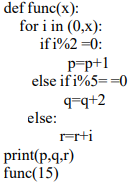 def func(x):
for i in (0,x):
if i%2 =0:
p=p+1
else if i%5= =0
q=q+2
else:
r=r+i
print(p,q,r)
func(15)